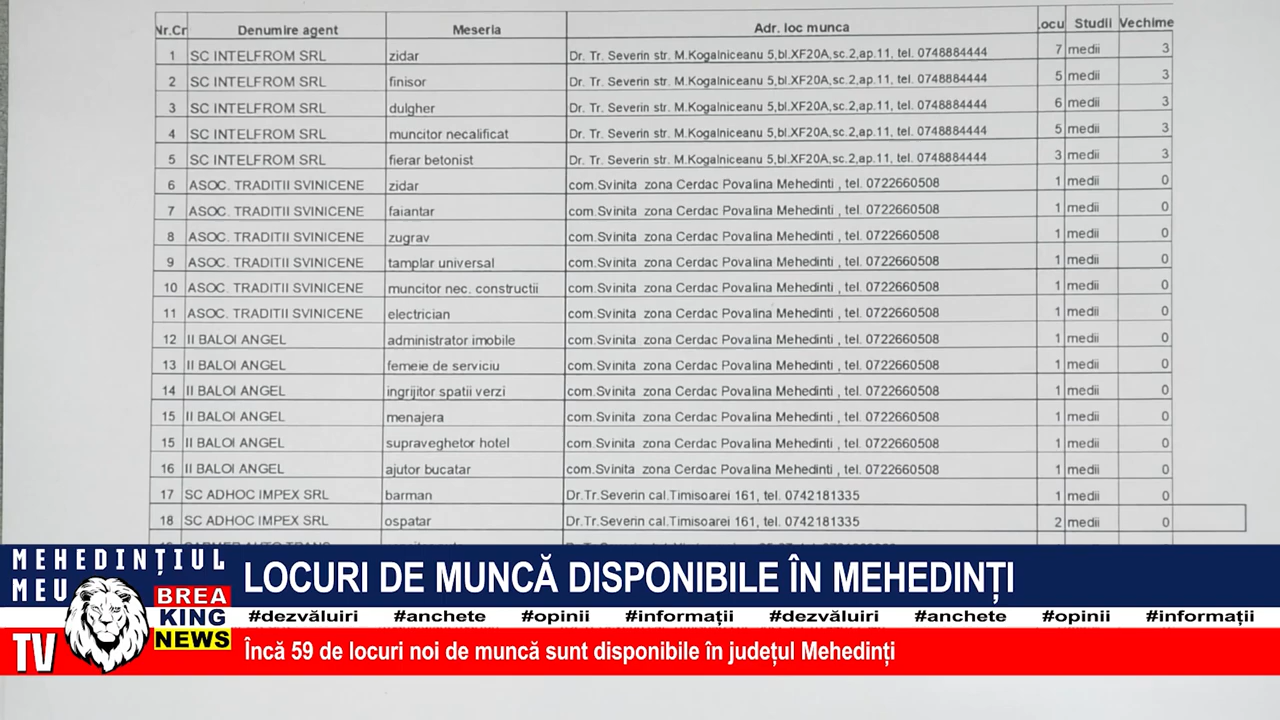 Nr.Cr Denumire agent Meseria Adr. loc munca Locu Studii Vechime
1 SC INTELFROM SRL zidar Dr. Tr. Severin str. M.Kogalniceanu 5,bl.XF20A,sc.2,ap.11, tel. 0748884444 7 medii 3
2 SC INTELFROM SRL finisor Dr. Tr. Severin str. M.Kogalniceanu 5,bl.XF20A,sc.2,ap.11, tel. 0748884444 5 medii 3
3 SC INTELFROM SRL dulgher Dr. Tr. Severin str. M.Kogalniceanu 5,bl.XF20A,sc.2,ap.11, tel. 0748884444 6 medii 3
4 SC INTELFROM SRL muncitor necalificat Dr. Tr. Severin str. M.Kogalniceanu 5,bl.XF20A,sc.2,ap.11, tel. 0748884444 5 medii 3
5 SC INTELFROM SRL fierar betonist Dr. Tr. Severin str. M.Kogalniceanu 5,bl.XF20A,sc.2,ap.11, tel. 0748884444 3 medii 3
6 ASOC. TRADITII SVINICENE zidar com.Svinita zona Cerdac Povalina Mehedinti , tel. 0722660508 1 medii 0
7 ASOC. TRADITII SVINICENE faiantar com.Svinita zona Cerdac Povalina Mehedinti , tel. 0722660508 1 medii 0
8 ASOC. TRADITII SVINICENE zugrav com.Svinita zona Cerdac Povalina Mehedinti , tel. 0722660508 1 medii 0
9 ASOC. TRADITII SVINICENE tamplar universal com.Svinita zona Cerdac Povalina Mehedinti , tel. 0722660508 1 medii 0
10 ASOC. TRADITII SVINICENE muncitor nec. constructii com.Svinita zona Cerdac Povalina Mehedinti , tel. 0722660508 1 medii 0
11 ASOC. TRADITII SVINICENE electrician com.Svinita zona Cerdac Povalina Mehedinti , tel. 0722660508 1 medii 0
12 II BALOI ANGEL administrator imobile com.Svinita zona Cerdac Povalina Mehedinti , tel. 0722660508 1 medii 0
13 II BALOI ANGEL femeie de serviciu com.Svinita zona Cerdac Povalina Mehedinti , tel. 0722660508 1 medii 0
14 II BALOI ANGEL ingrijitor spatii verzi com.Svinita zona Cerdac Povalina Mehedinti , tel. 0722660508 1 medii 0
15 II BALOI ANGEL menajera com.Svinita zona Cerdac Povalina Mehedinti , tel. 0722660508 1 medii 0
15 II BALOI ANGEL supraveghetor hotel com.Svinita zona Cerdac Povalina Mehedinti , tel. 0722660508 1 medii 0
16 II BALOI ANGEL ajutor bucatar com.Svinita zona Cerdac Povalina Mehedinti , tel. 0722660508 1 medii 0
17 SC ADHOC IMPEX SRL barman Dr.Tr.Severin cal.Timisoarei 161, tel. 0742181335 1 medii 0
18 SC ADHOC IMPEX SRL ospatar Dr.Tr.Severin cal.Timisoarei 161, tel. 0742181335 2 medii 0
MEHEDINȚIUL
MEU
TV
BREA
KING
NEWS
LOCURI DE MUNCĂ DISPONIBILE ÎN MEHEDINȚI
#dezvăluiri #anchete #opinii #informații #dezvăluiri #anchete #opinii #informații
Încă 59 de locuri noi de muncă sunt disponibile în județul Mehedinți